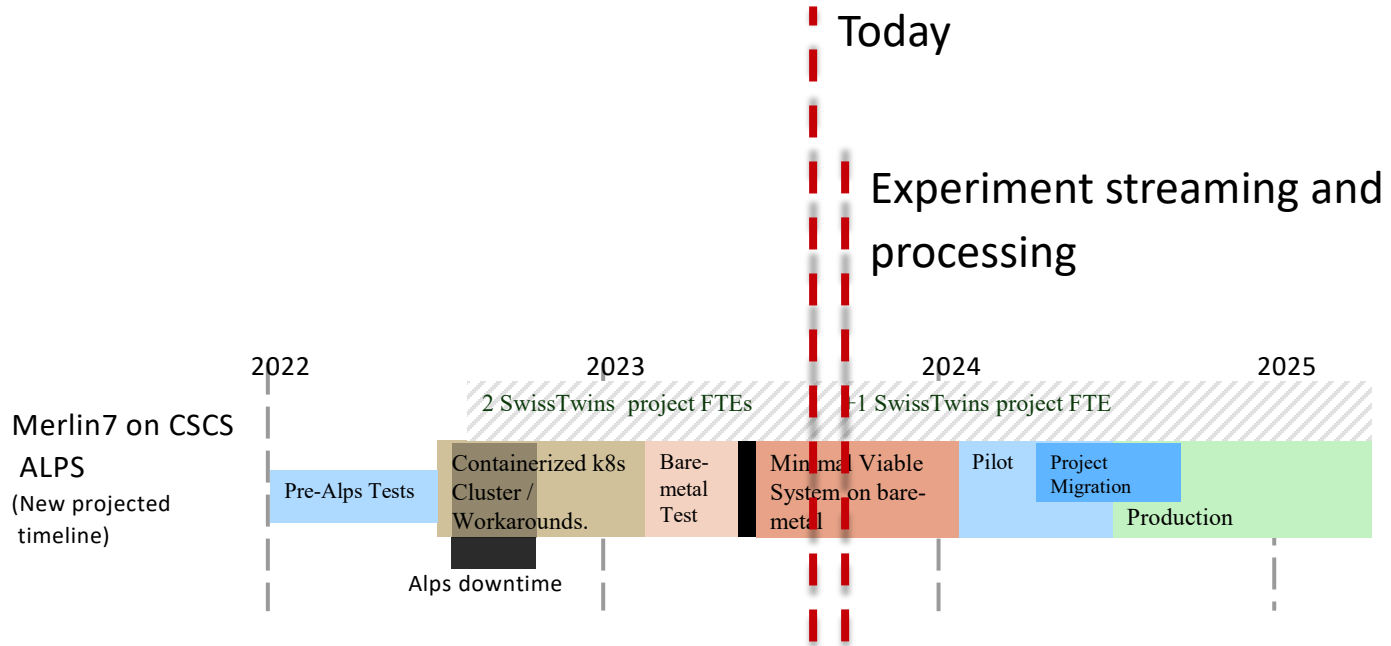 Today
Experiment streaming and
processing
2022
2023
2024
2025
2 SwissTwins project FTEs
+1 SwissTwins project FTE
Merlin7 on CSCS
ALPS
(New projected
timeline)
Pre-Alps Tests
Containerized k8s
Cluster /
Workarounds.
Bare-
metal
Test
Minimal Viable
System on bare-
metal
Pilot
Project
Migration
Production
Alps downtime